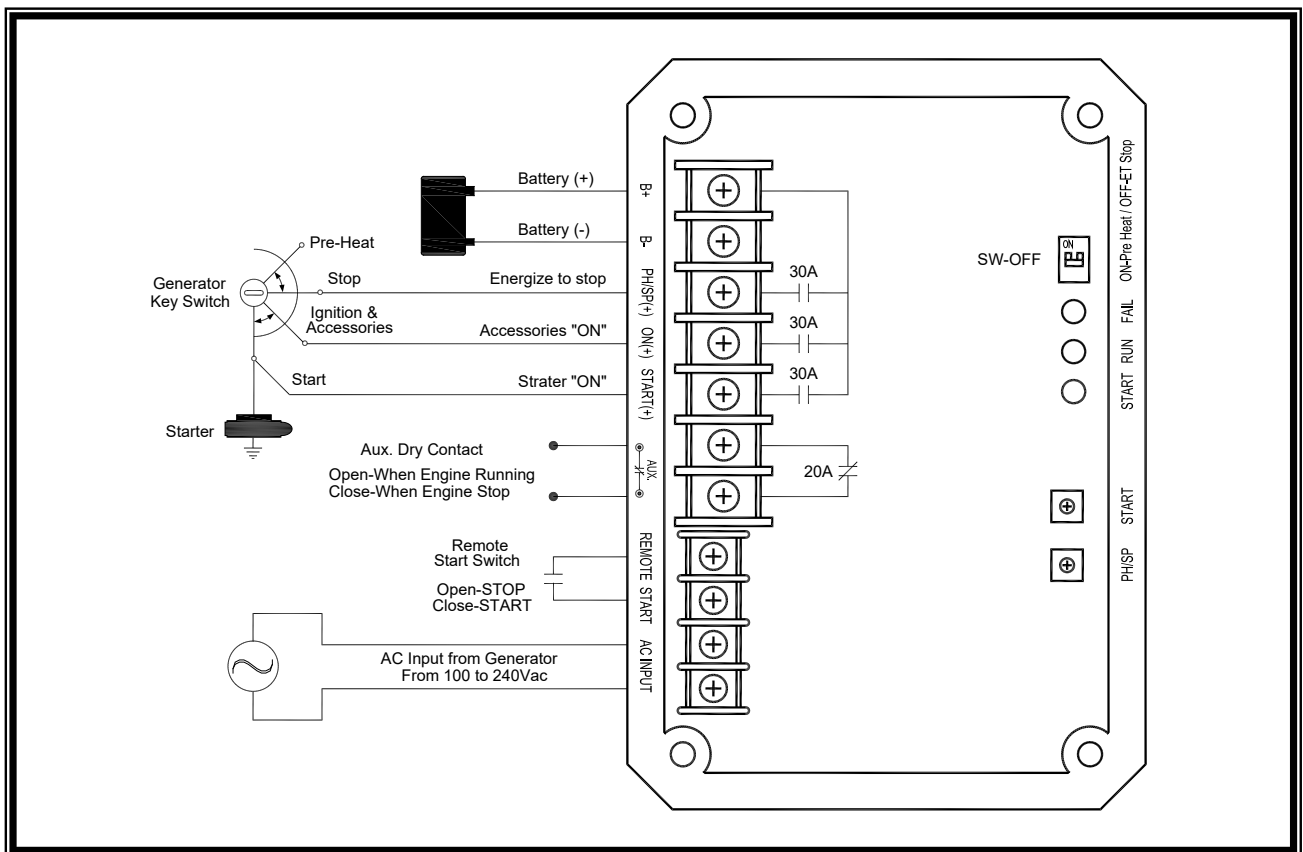 Battery (+)
Battery (-)
Pre-Heat
Stop
Energize to stop
Generator
Key Switch
Ignition &
Accessories
Accessories "ON"
Start
Strater "ON"
Starter
Aux. Dry Contact
Open-When Engine Running
Close-When Engine Stop
Remote
Start Switch
Open-STOP
Close-START
AC Input from Generator
From 100 to 240Vac
B+
B-
PH/SP(+)
ON(+)
START(+)
AUX.
REMOTE START
AC INPUT
30A
30A
30A
20A
SW-OFF
ON
ON-Pre Heat / OFF-ET Stop
FAIL
RUN
START
START
PH/SP